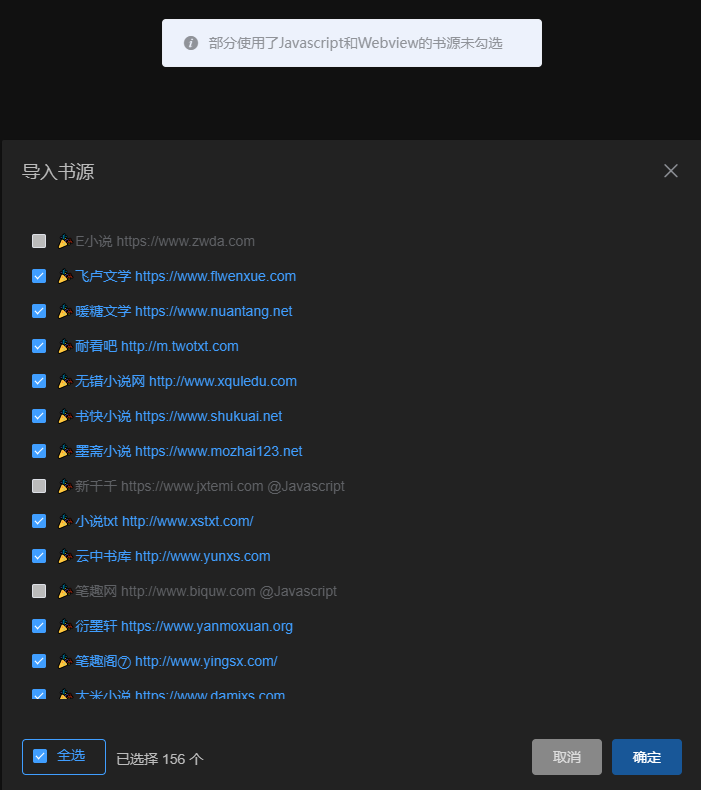 部分使用了Javascript和Webview的书源未勾选
导入书源
E小说 https://www.zwda.com
飞卢文学 https://www.flwenxue.com
暖糖文学 https://www.nuantang.net
耐看吧 http://m.twotxt.com
无错小说网 http://www.xquledu.com
书快小说 https://www.shukuai.net
墨斋小说 https://www.mozhai123.net
新千千 https://www.jxtemi.com @Javascript
小说txt http://www.xstxt.com/
云中书库 http://www.yunxs.com
笔趣网 http://www.biquw.com @Javascript
衍墨轩 https://www.yanmoxuan.org
笔趣阁⑦ http://www.yingsx.com/
大米小说 https://www.damixs.com
全选 已选择 156 个 取消 确定